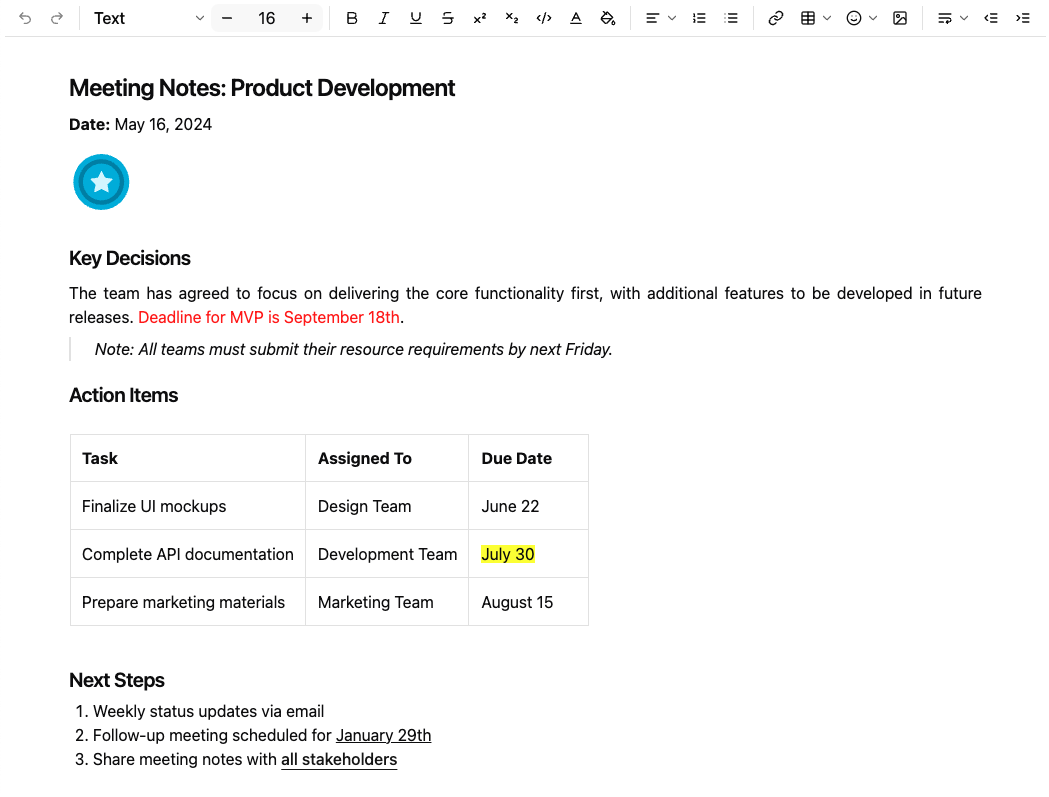 Text 16
Meeting Notes: Product Development
Date: May 16, 2024
Key Decisions
The team has agreed to focus on delivering the core functionality first, with additional features to be developed in future
releases. Deadline for MVP is September 18th.
Note: All teams must submit their resource requirements by next Friday.
Action Items
Task Assigned To Due Date
Finalize UI mockups Design Team June 22
Complete API documentation Development Team July 30
Prepare marketing materials Marketing Team August 15
Next Steps
1. Weekly status updates via email
2. Follow-up meeting scheduled for January 29th
3. Share meeting notes with all stakeholders